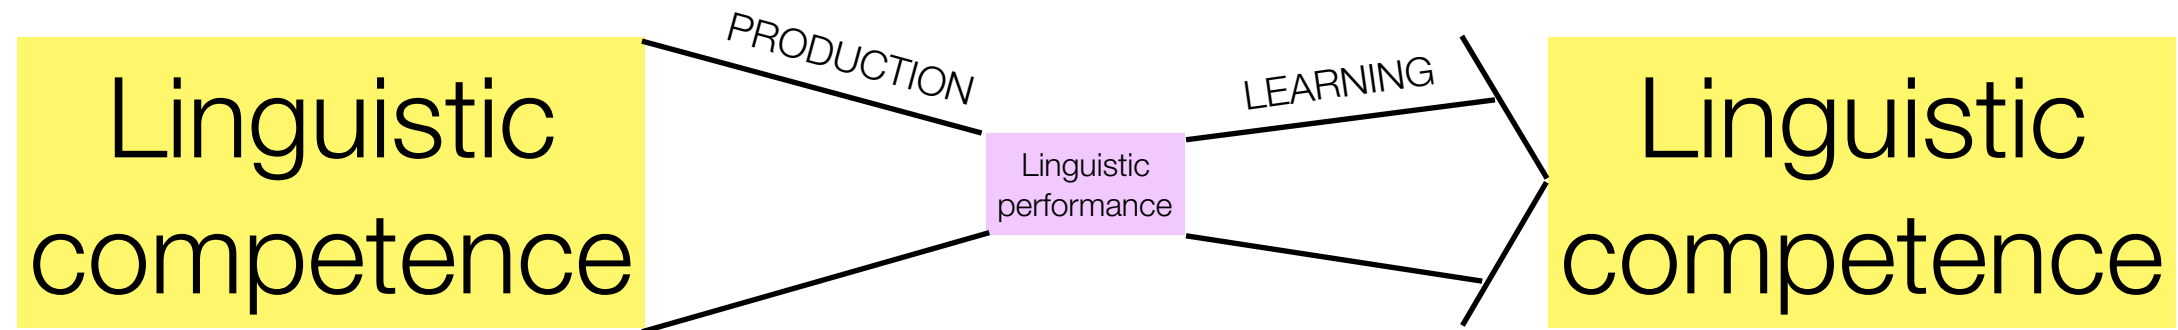 Linguistic
competence
PRODUCTION
Linguistic
performance
LEARNING
Linguistic
competence